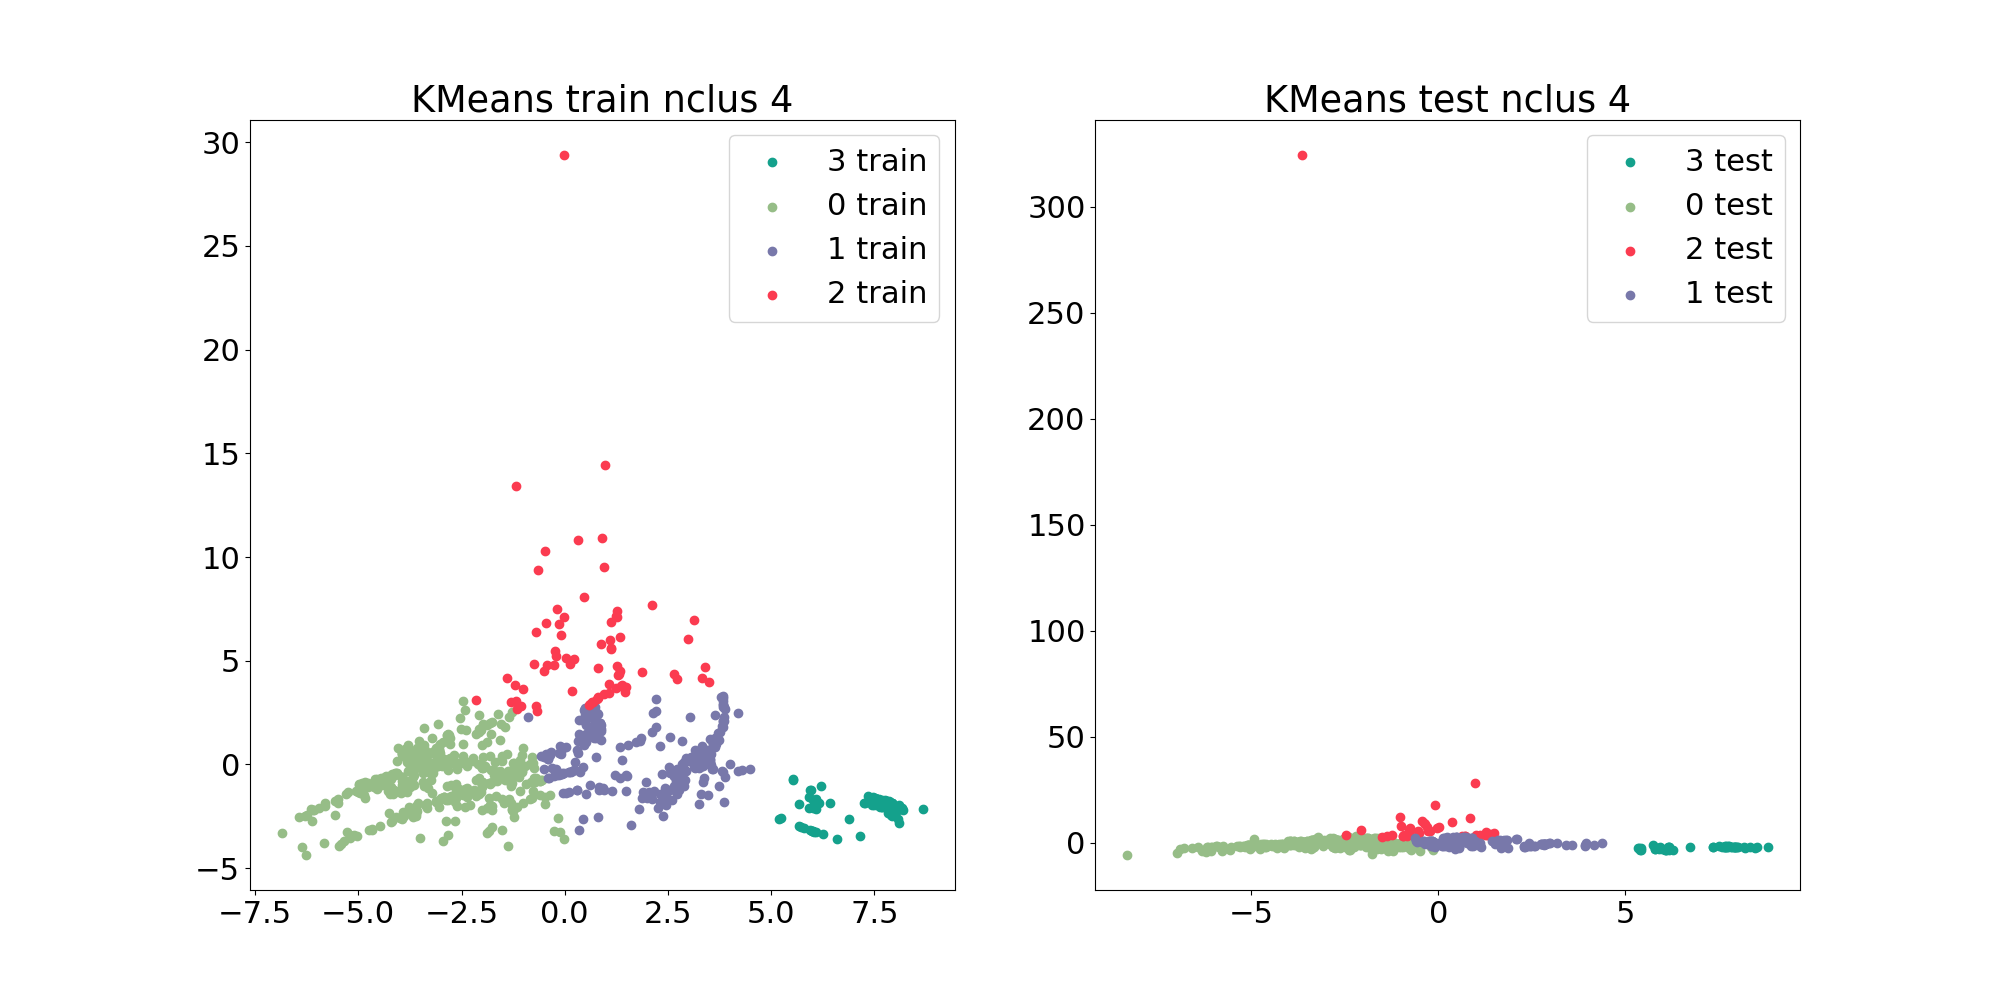 KMeans train nclus 4
30
25
20
15
10
5
0
−5
−7.5 −5.0 −2.5 0.0 2.5 5.0 7.5
3 train
0 train
1 train
2 train
KMeans test nclus 4
300
250
200
150
100
50
0
−5 0 5
3 test
0 test
2 test
1 test